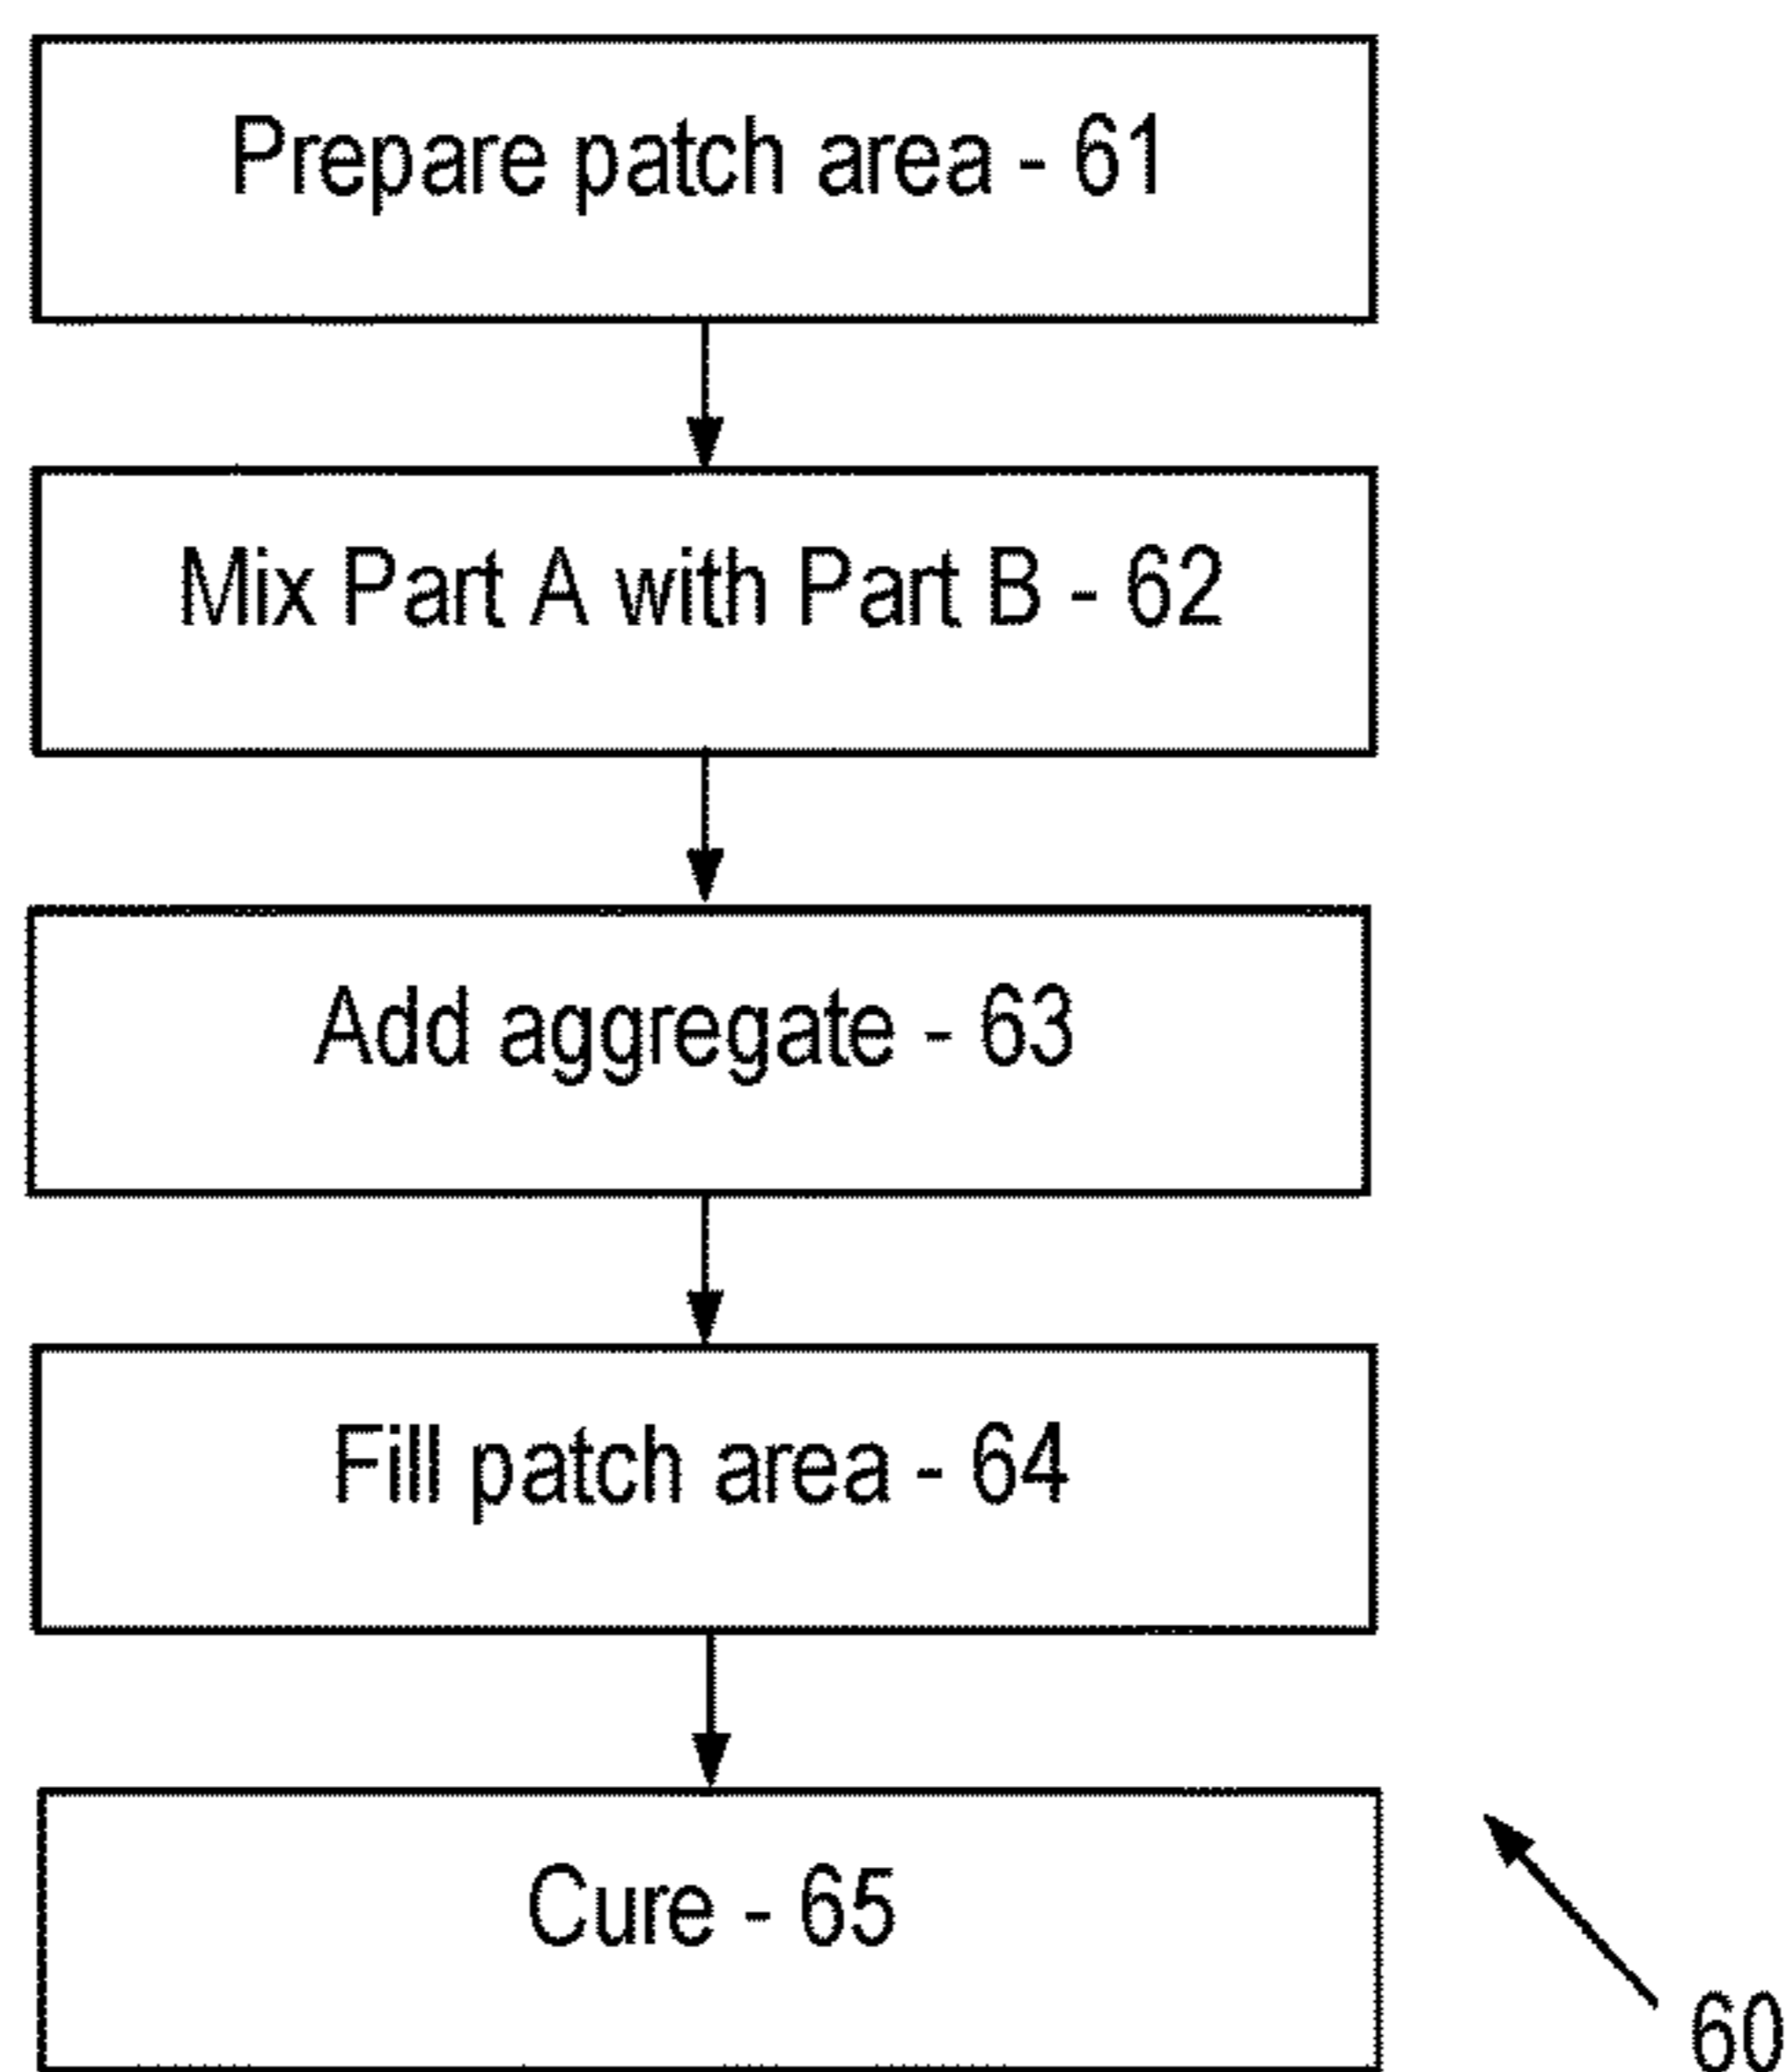 Prepare patch area - 61
Mix Part A with Part B - 62
Add aggregate - 63
Fill patch area - 64
Cure - 65
60